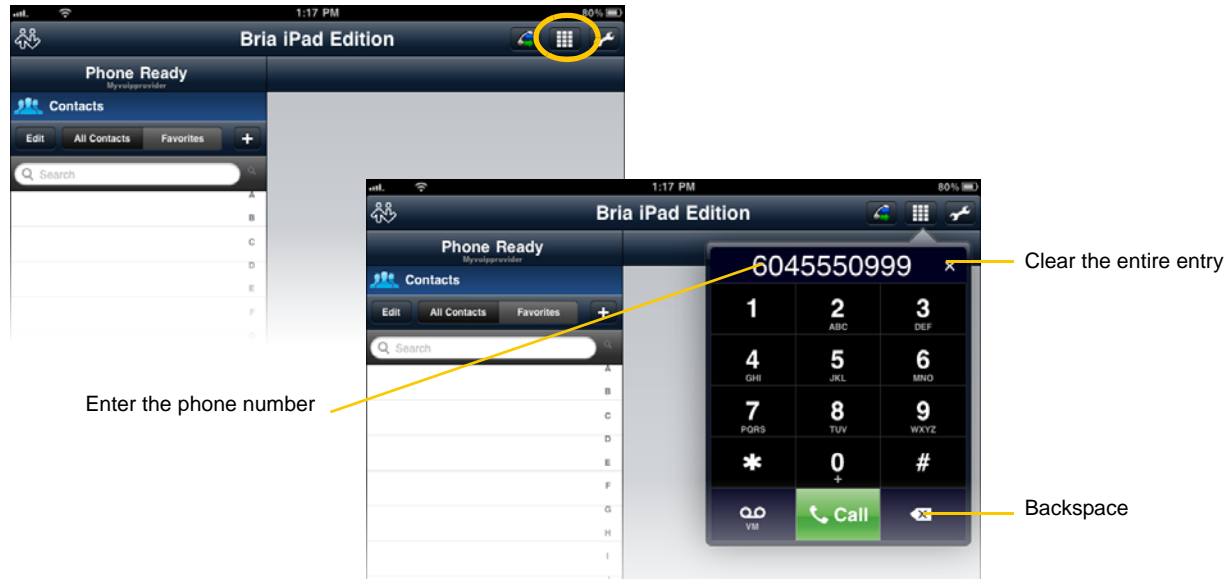 1:17 PM
80%
Bria iPad Edition
Phone Ready
Myvoipprovider
Contacts
Edit
All Contacts
Favorites
+
Search
A
B
C
D
E
F
G
1:17 PM
80%
Bria iPad Edition
Phone Ready
Myvoipprovider
Contacts
Edit
All Contacts
Favorites
+
Search
A
B
C
D
E
F
G
H
I
6045550999 ×
1
2
ABC
3
DEF
4
GHI
5
JKL
6
MNO
7
PQRS
8
TUV
9
WXYZ
*
0
+
#
VM
Call
Clear the entire entry
Enter the phone number
Backspace